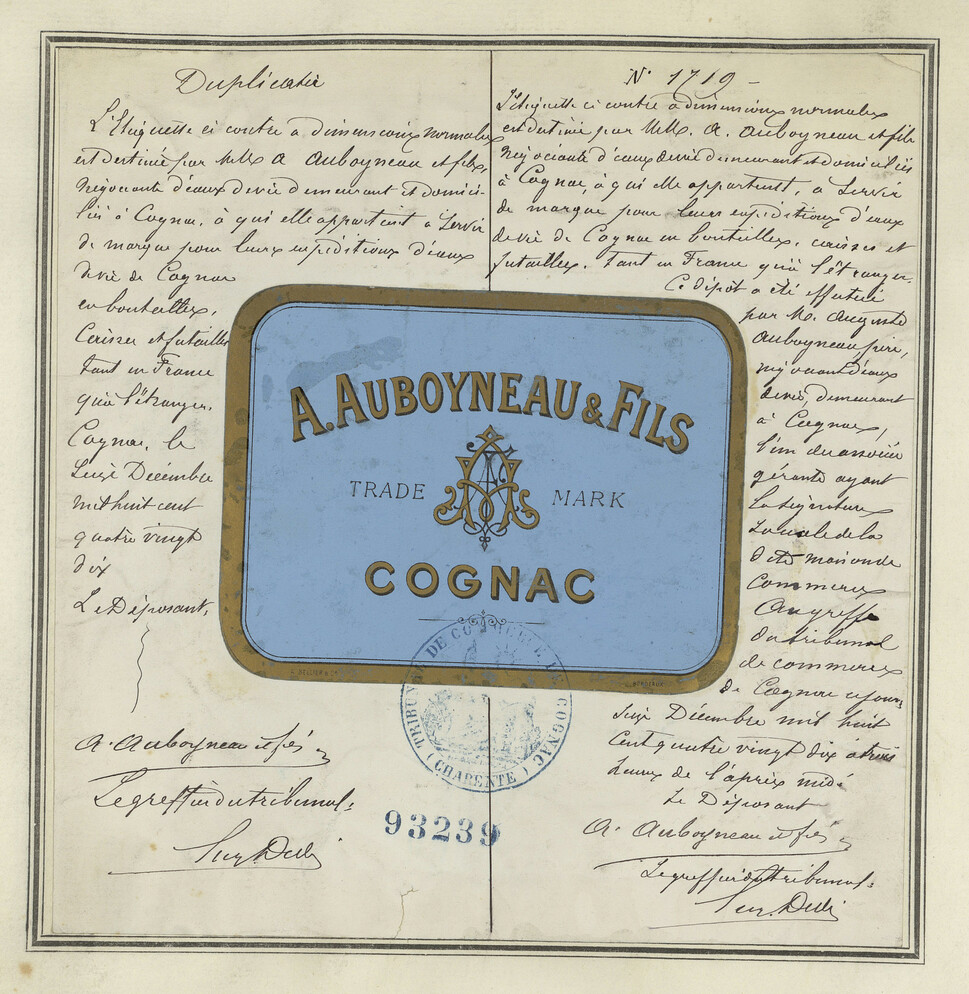 Duplicata
L'Etiquette ci contre à dimensions normales
est destinée par MM. A Auboyneau et fils,
négociants d'eaux de vie demeurant et domici-
liés à Cognac, à qui elle appartient à servir
de marque pour leurs expéditions d'eaux
de vie de Cognac
en bouteilles,
Caisses et futailles
tant en France
qu'à l'étranger.
Cognac, le
Seize Décembre
mil huit cent
quatre vingt
dix
Le Déposant,
A. Auboyneau et fils
Le greffier du tribunal:
N° 1719 -
L'étiquette ci contre à dimensions normales
est destinée par MM. A. Auboyneau et fils
négociants d'eaux de vie demeurant et domiciliés
à Cognac, à qui elle appartient, à servir
de marque pour leurs expéditions d'eaux
de vie de Cognac en bouteilles, caisses et
futailles, tant en France qu'à l'étranger.
Ce dépôt a été effectué
par M. Auguste
Auboyneau père,
négociant d'eaux
de vie, demeurant
à Cognac,
l'un des associés
gérants ayant
la signature
sociale de la
dite maison de
commerce
Au greffe
du tribunal
de commerce
de Cognac ce jour
seize Décembre mil huit
cent quatre vingt dix à trois
heures de l'après midi
Le Déposant
A. Auboyneau et fils
Le greffier du tribunal:
A. AUBOYNEAU & FILS
TRADE MARK
COGNAC
BORDEAUX
TRIBUNAL DE COMMERCE DE COGNAC
(CHARENTE)
93239